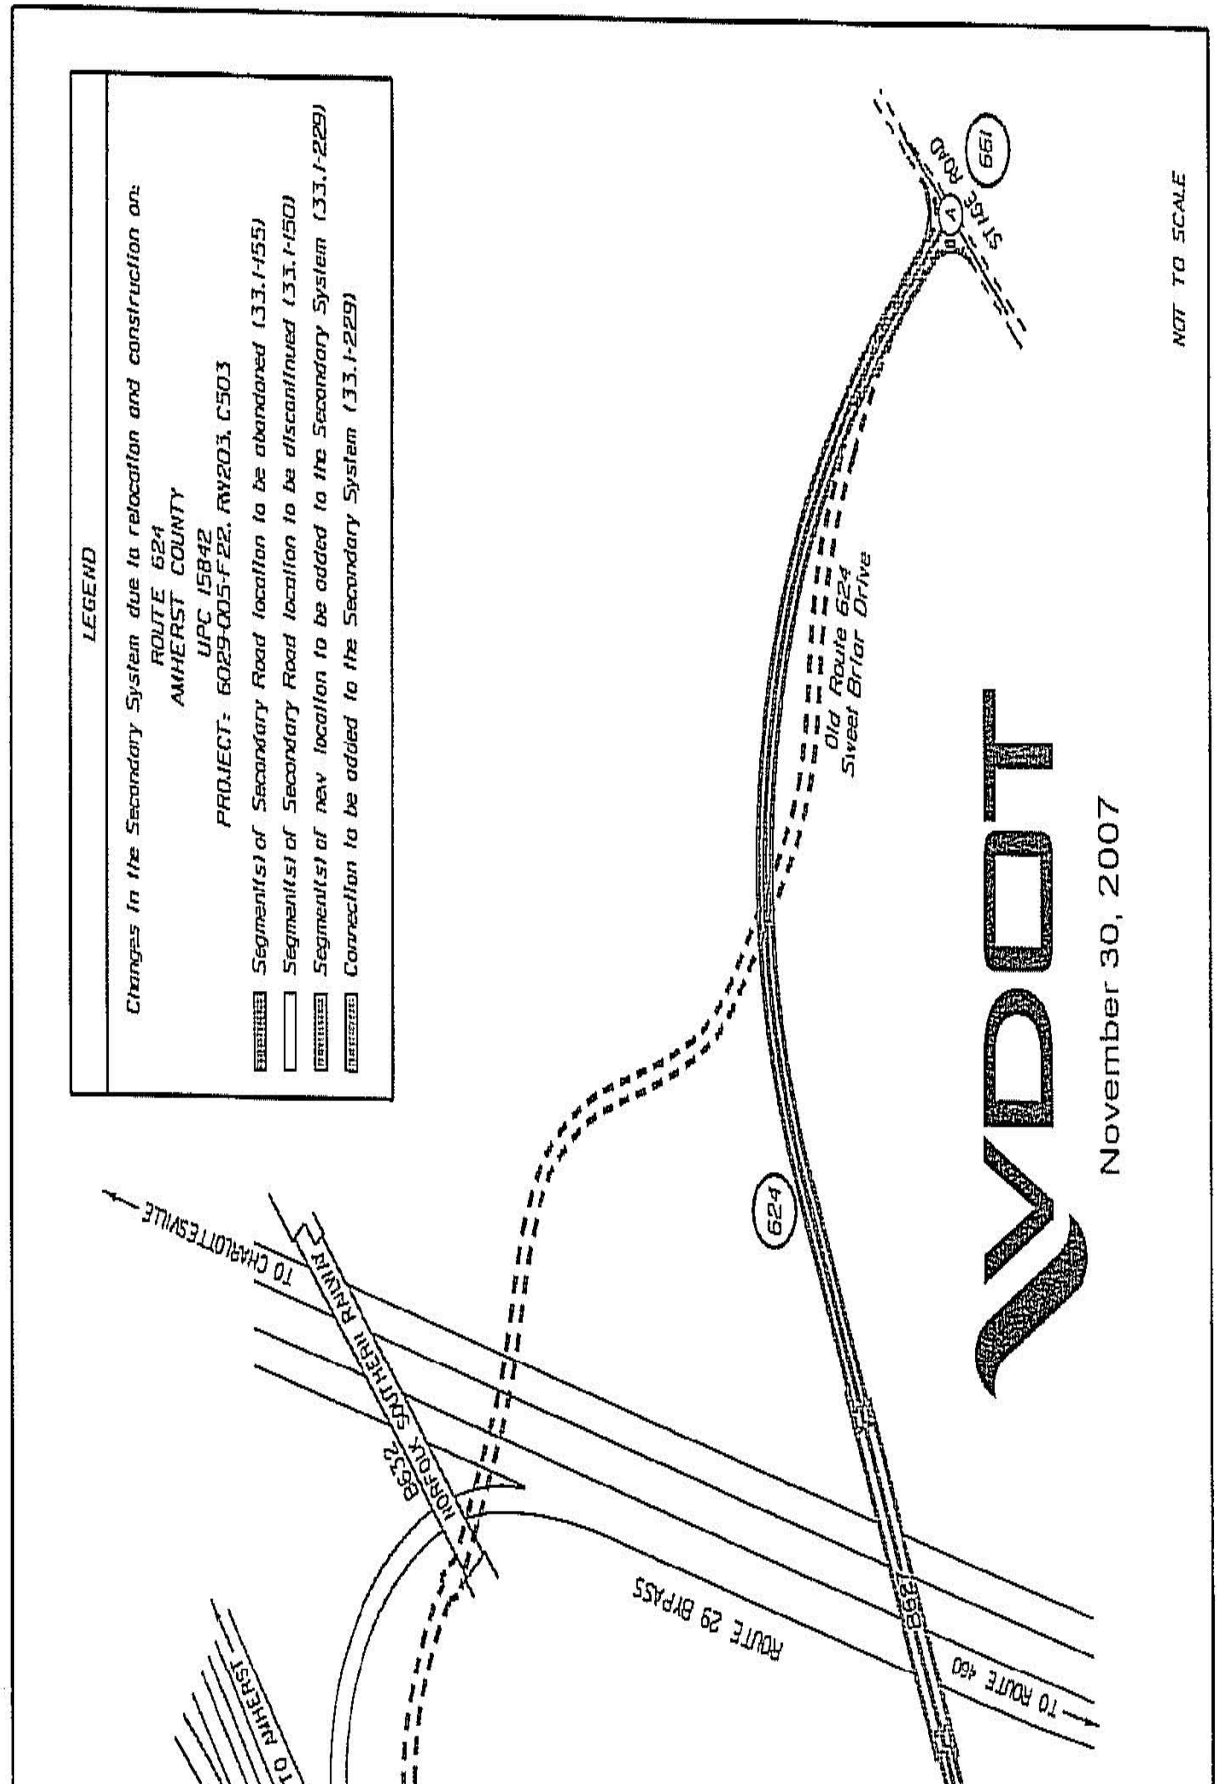 LEGEND
Changes in the Secondary System due to relocation and construction on:
ROUTE 624
AMHERST COUNTY
UPC 15842
PROJECT: 6029-005-F22, RW203, C503
Segment(s) of Secondary Road location to be abandoned (33.1-155)
Segment(s) of Secondary Road location to be discontinued (33.1-150)
Segment(s) of new location to be added to the Secondary System (33.1-229)
Connection to be added to the Secondary System (33.1-229)
TO CHARLOTTESVILLE
B632
NORFOLK SOUTHERN RAILWAY
TO AMHERST
ROUTE 29 BYPASS
TO ROUTE 460
B627
624
Old Route 624
Sweet Briar Drive
STAGE ROAD
661
A
VDOT
November 30, 2007
NOT TO SCALE